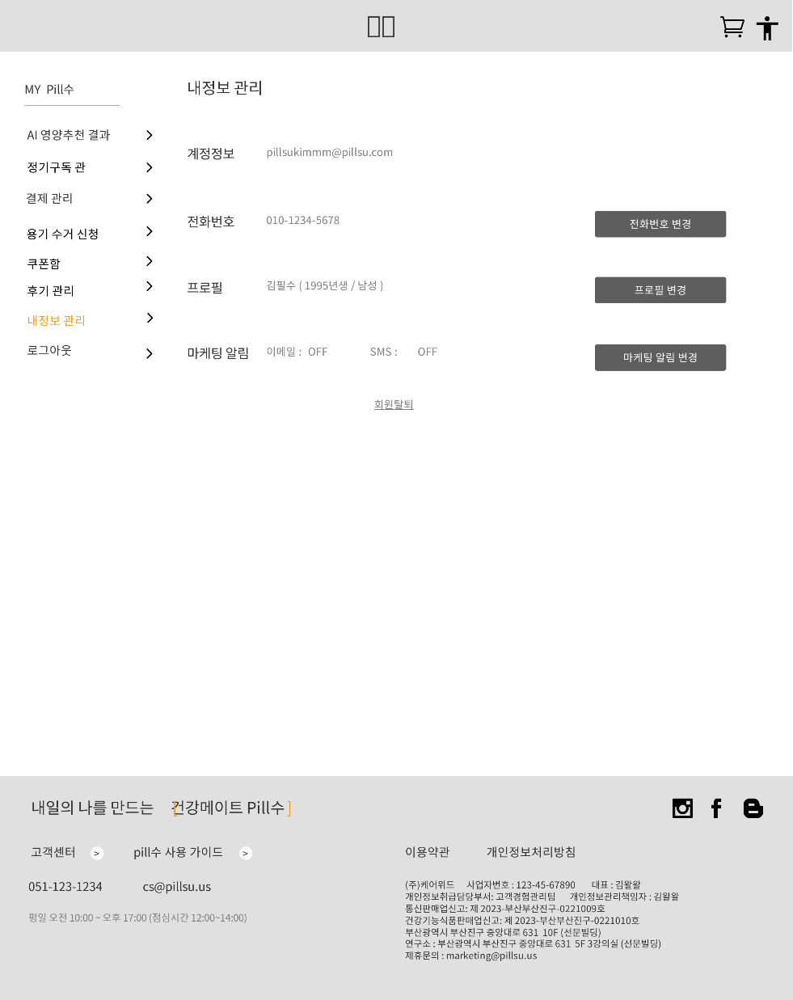 MY Pill수
내정보 관리
AI 영양추천 결과
정기구독 관
결제 관리
용기 수거 신청
쿠폰함
후기 관리
내정보 관리
로그아웃
계정정보 pillsukimmm@pillsu.com
전화번호 010-1234-5678 전화번호 변경
프로필 김필수 ( 1995년생 / 남성 ) 프로필 변경
마케팅 알림 이메일 : OFF SMS : OFF 마케팅 알림 변경
회원탈퇴
내일의 나를 만드는 [건강메이트 Pill수 ]
고객센터 > pill수 사용 가이드 >
051-123-1234 cs@pillsu.us
평일 오전 10:00 ~ 오후 17:00 (점심시간 12:00~14:00)
이용약관 개인정보처리방침
(주)케어위드 사업자번호 : 123-45-67890 대표 : 김왈왈
개인정보취급담당부서: 고객경험관리팀 개인정보관리책임자 : 김왈왈
통신판매업신고: 제 2023-부산부산진구-0221009호
건강기능식품판매업신고: 제 2023-부산부산진구-0221010호
부산광역시 부산진구 중앙대로 631 10F (선문빌딩)
연구소 : 부산광역시 부산진구 중앙대로 631 5F 3강의실 (선문빌딩)
제휴문의 : marketing@pillsu.us